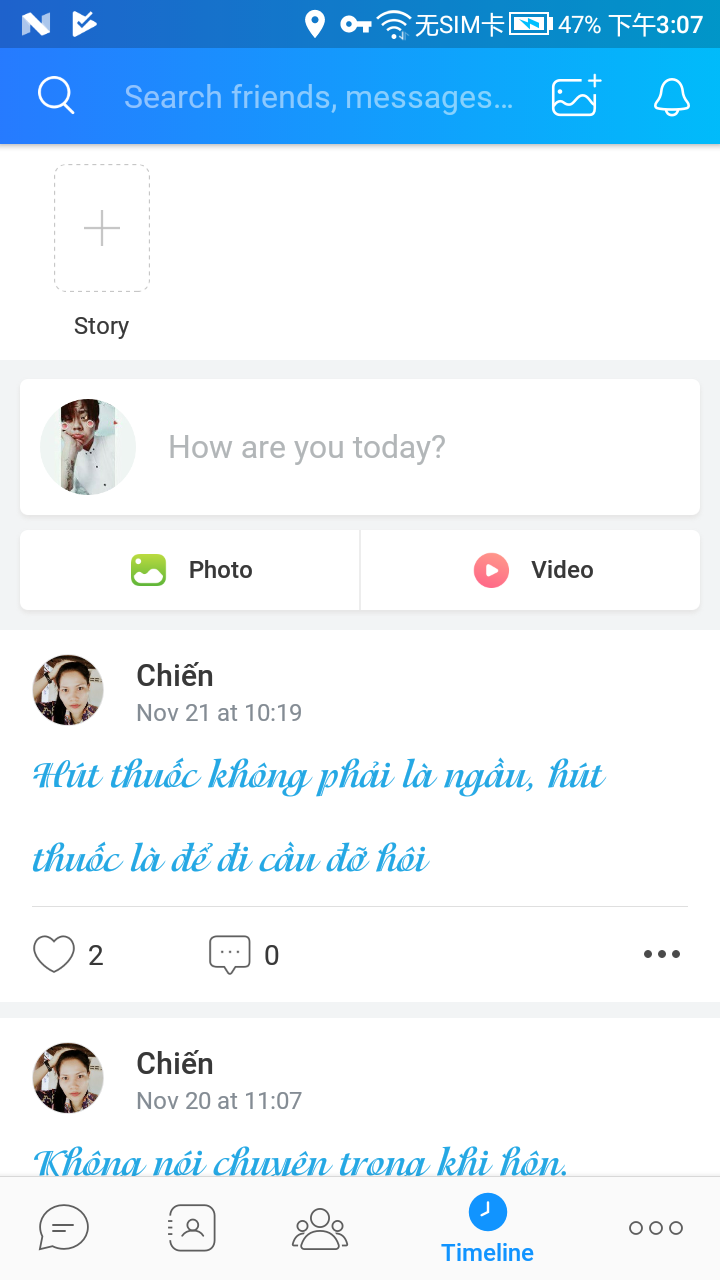 无SIM卡 47% 下午3:07
Search friends, messages...
Story
How are you today?
Photo Video
Chiến
Nov 21 at 10:19
Hút thuốc không phải là ngầu, hút
thuốc là để đi cầu đỡ hôi
2 0
Chiến
Nov 20 at 11:07
Không nói chuyện trong khi hôn.
Timeline